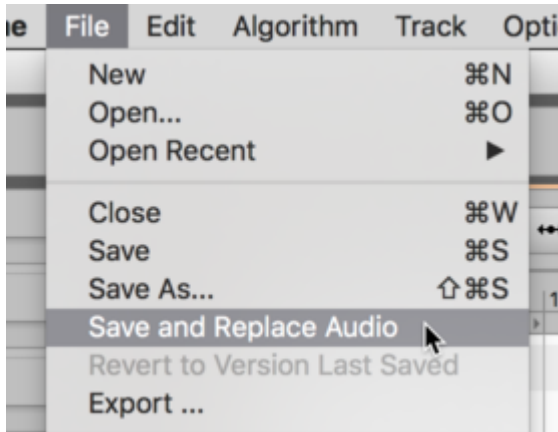 File Edit Algorithm Track
New ⌘N
Open... ⌘O
Open Recent ▶
Close ⌘W
Save ⌘S
Save As... ⇧⌘S
Save and Replace Audio
Revert to Version Last Saved
Export ...